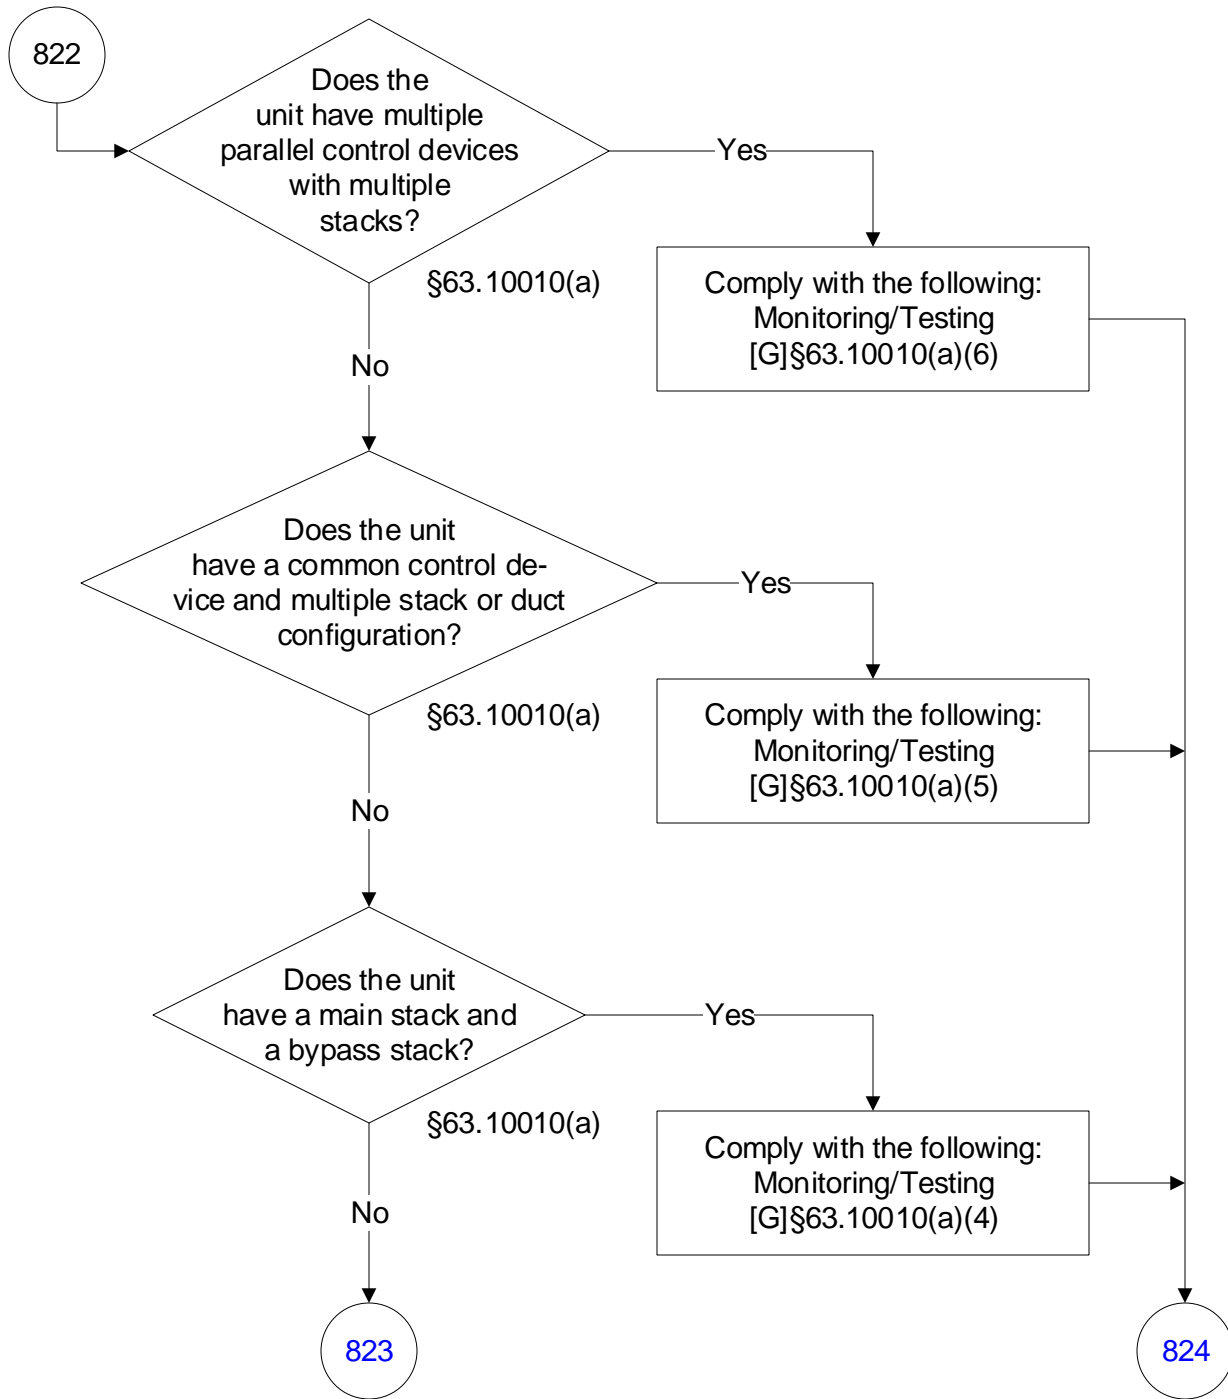 822
Does the
unit have multiple
parallel control devices
with multiple
stacks?
Yes
§63.10010(a)
Comply with the following:
Monitoring/Testing
[G]§63.10010(a)(6)
No
Does the unit
have a common control de-
vice and multiple stack or duct
configuration?
Yes
§63.10010(a)
Comply with the following:
Monitoring/Testing
[G]§63.10010(a)(5)
No
Does the unit
have a main stack and
a bypass stack?
Yes
§63.10010(a)
Comply with the following:
Monitoring/Testing
[G]§63.10010(a)(4)
No
823
824